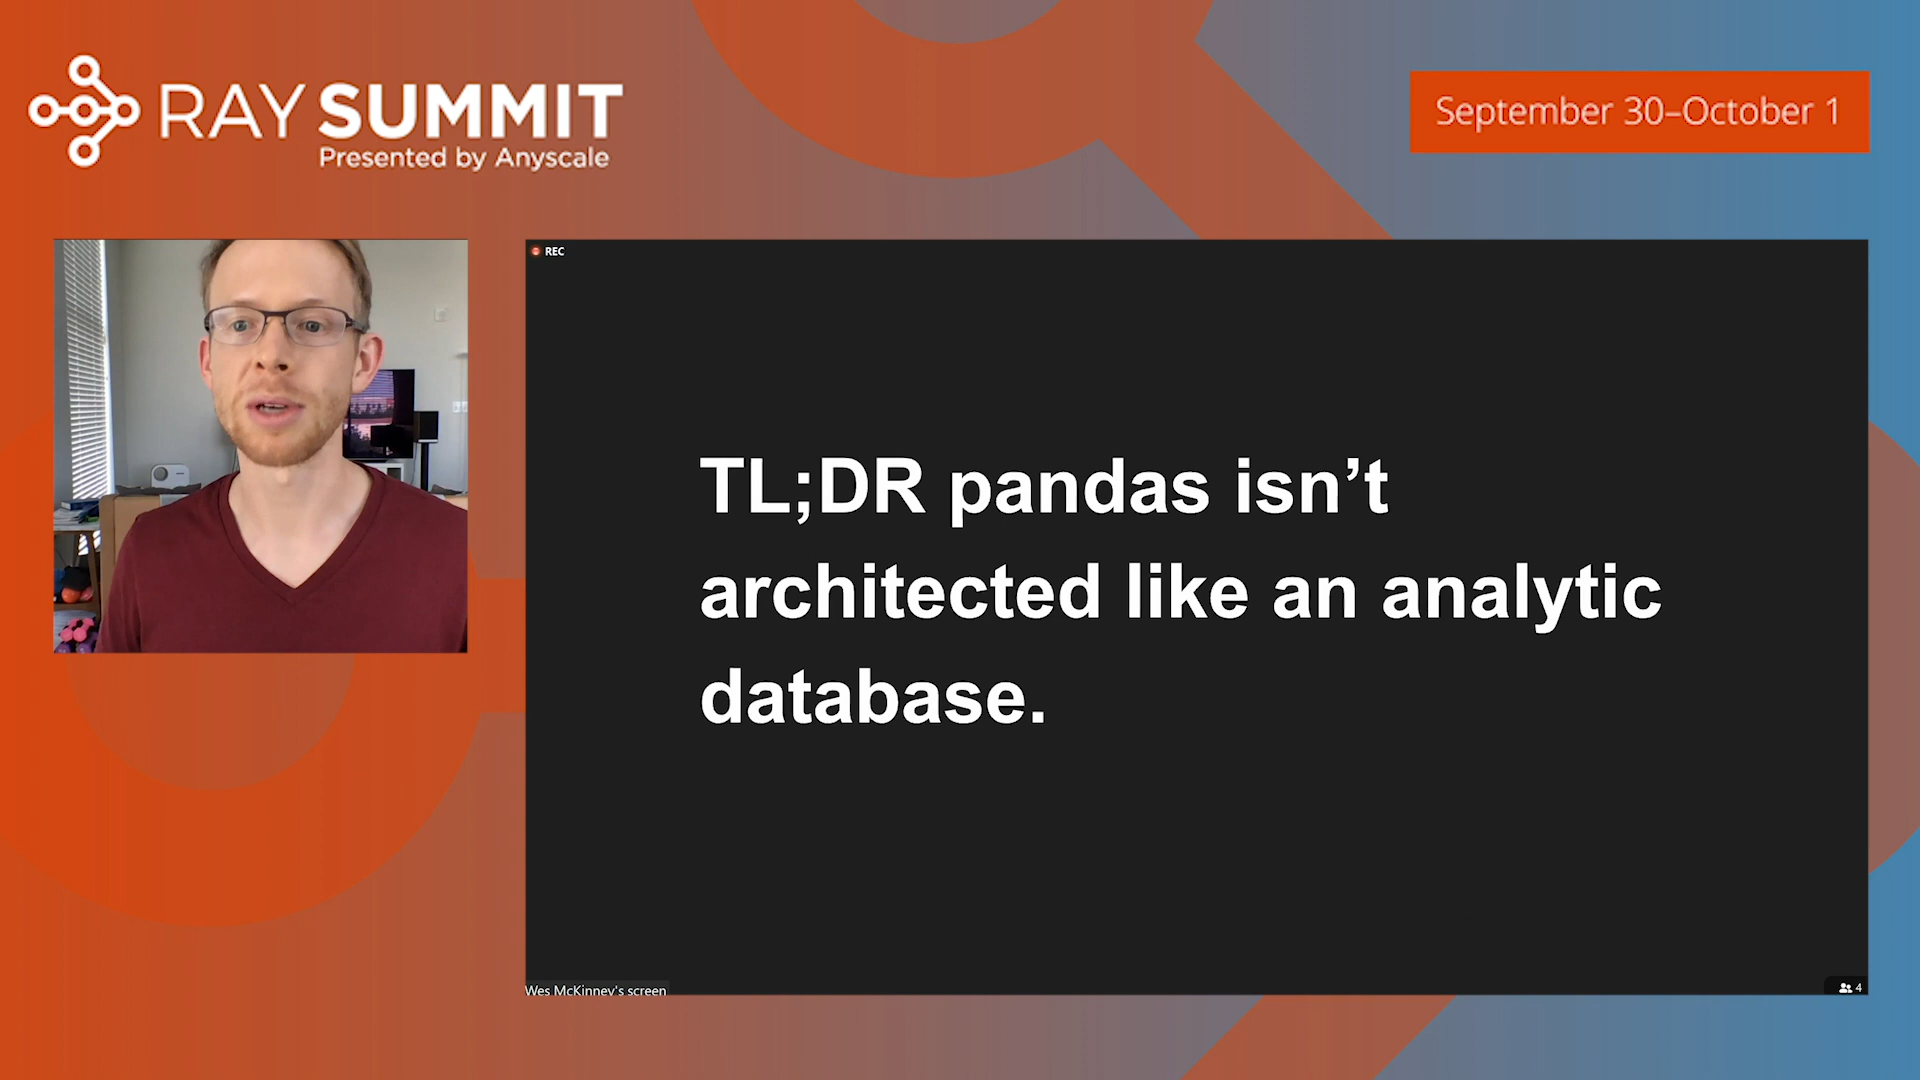 RAY SUMMIT
Presented by Anyscale
September 30–October 1
REC
TL;DR pandas isn’t
architected like an analytic
database.
Wes McKinney's screen
4